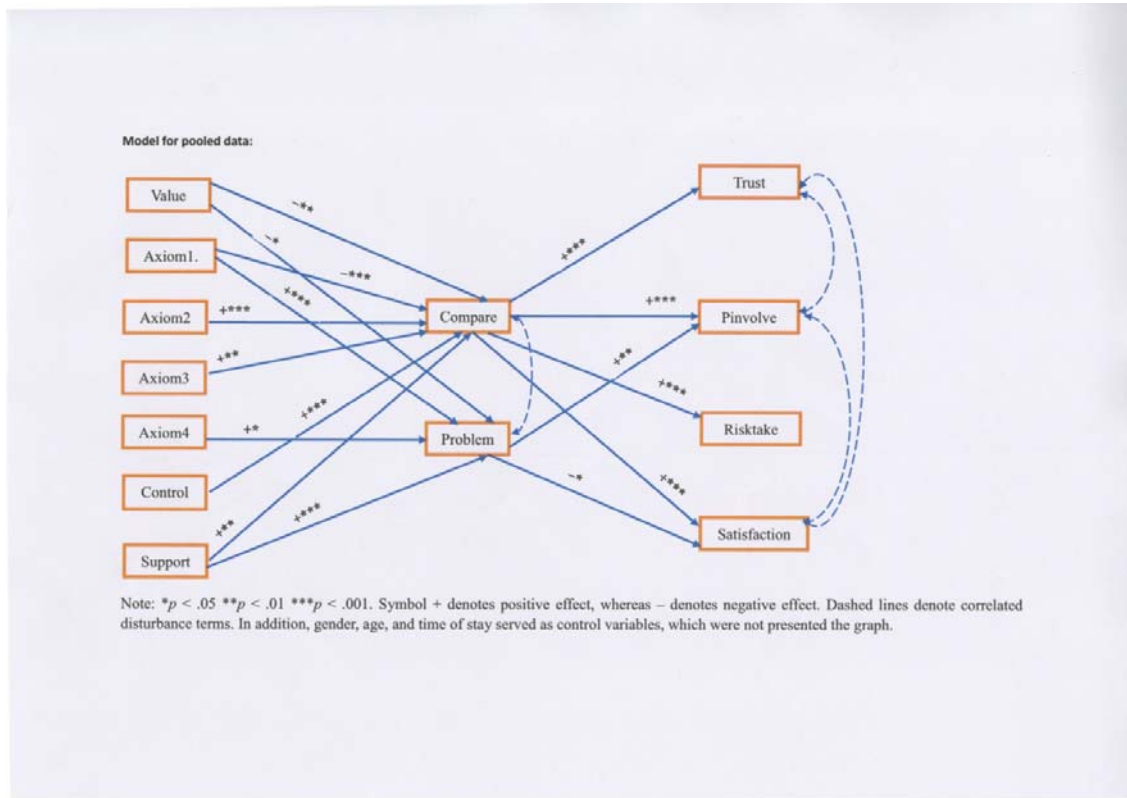 Model for pooled data:
Value
Trust
−**
−*
Axiom1.
−***
+***
+***
Axiom2
+***
Compare
+***
Pinvolve
Axiom3
+**
+**
+***
Axiom4
+*
+***
Problem
Risktake
Control
−*
+***
+**
+***
Satisfaction
Support
Note: *p < .05 **p < .01 ***p < .001. Symbol + denotes positive effect, whereas – denotes negative effect. Dashed lines denote correlated
disturbance terms. In addition, gender, age, and time of stay served as control variables, which were not presented the graph.